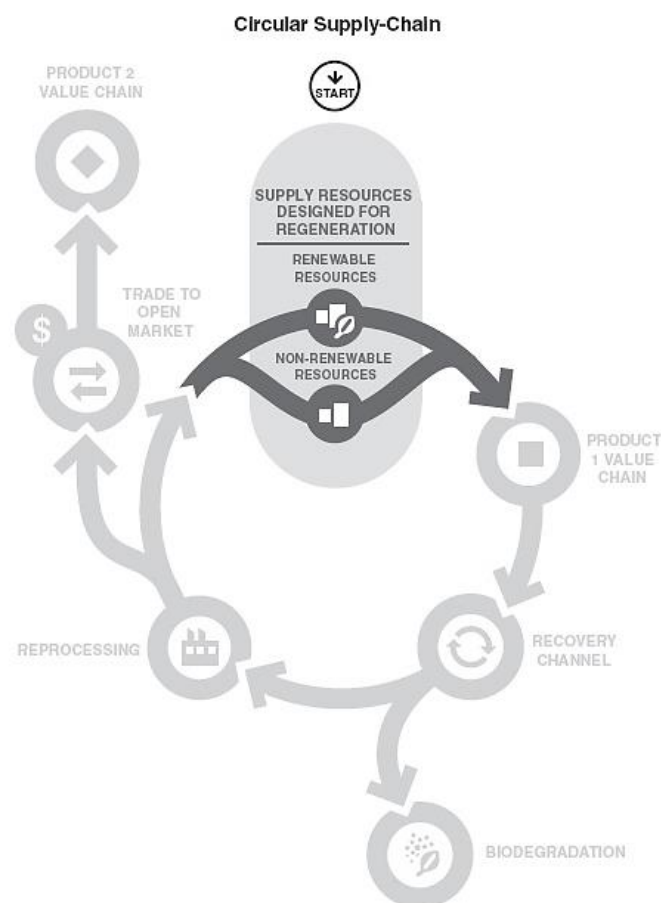 Circular Supply-Chain
START
PRODUCT 2
VALUE CHAIN
SUPPLY RESOURCES
DESIGNED FOR
REGENERATION
RENEWABLE
RESOURCES
TRADE TO
OPEN
MARKET
$
NON-RENEWABLE
RESOURCES
PRODUCT
1 VALUE
CHAIN
REPROCESSING
RECOVERY
CHANNEL
BIODEGRADATION